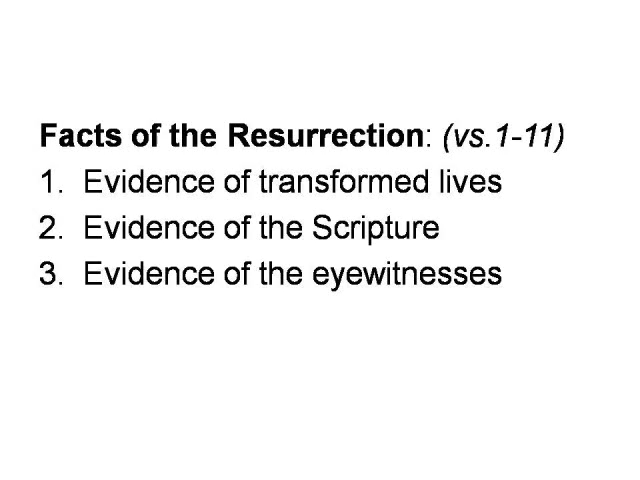 Facts of the Resurrection: (vs.1-11)
1. Evidence of transformed lives
2. Evidence of the Scripture
3. Evidence of the eyewitnesses